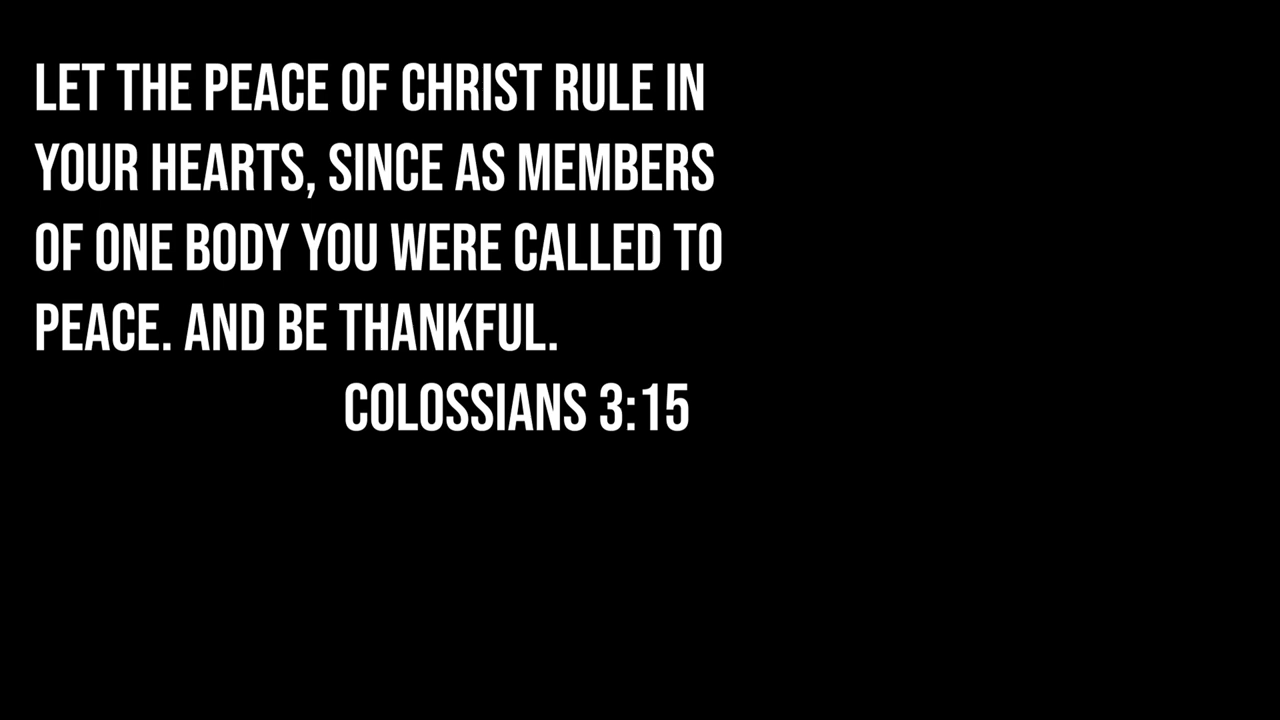 LET THE PEACE OF CHRIST RULE IN
YOUR HEARTS, SINCE AS MEMBERS
OF ONE BODY YOU WERE CALLED TO
PEACE. AND BE THANKFUL.
COLOSSIANS 3:15